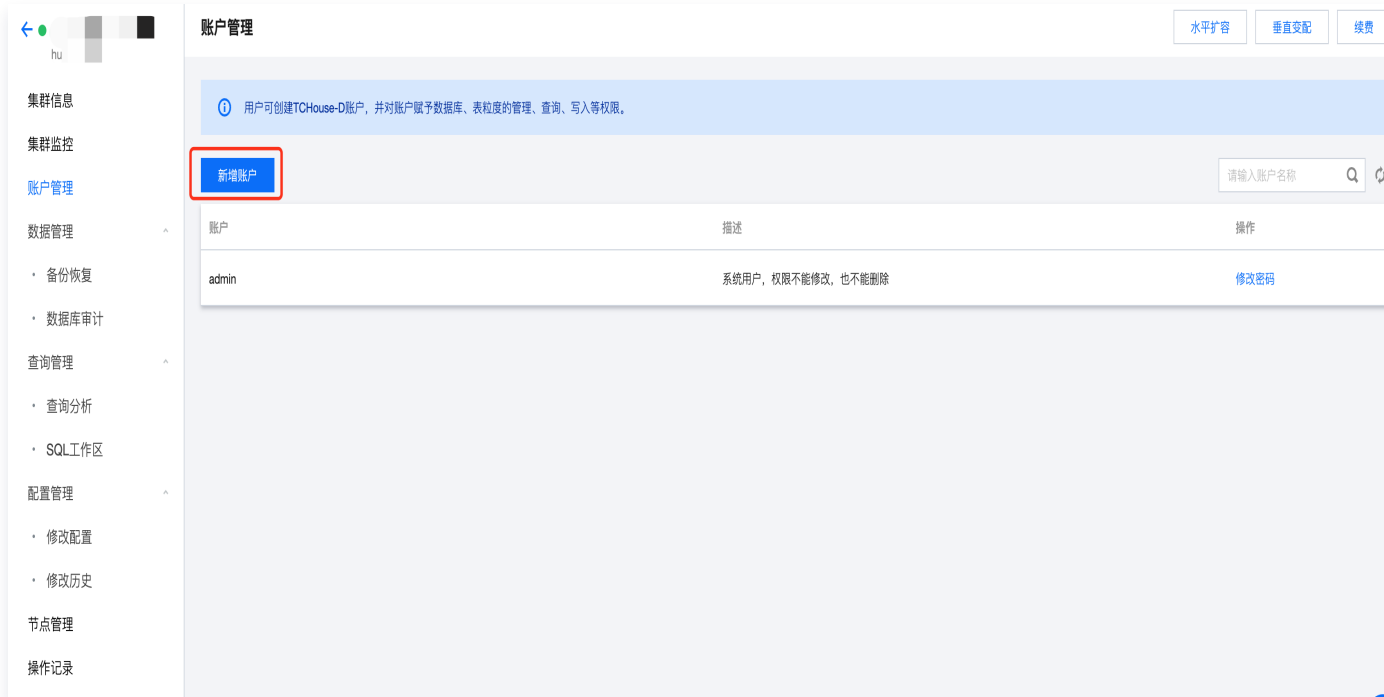 hu
集群信息
集群监控
账户管理
数据管理
备份恢复
数据库审计
查询管理
查询分析
SQL工作区
配置管理
修改配置
修改历史
节点管理
操作记录
账户管理
水平扩容 垂直变配 续费
用户可创建TCHouse-D账户，并对账户赋予数据库、表粒度的管理、查询、写入等权限。
新增账户
请输入账户名称
账户 描述 操作
admin 系统用户，权限不能修改，也不能删除 修改密码